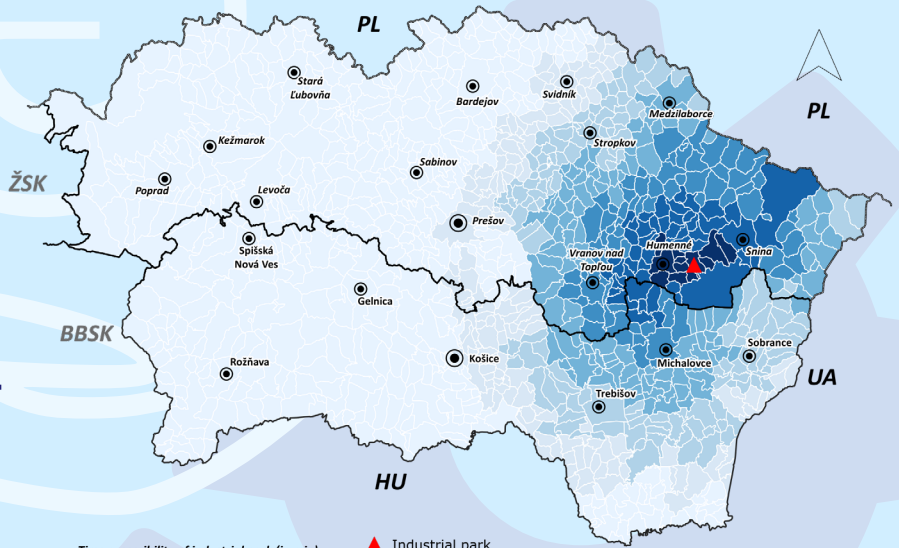 PL
Stará
Ľubovňa
Bardejov
Svidník
Medzilaborce
PL
Stropkov
Kežmarok
Sabinov
ŽSK
Poprad
Levoča
Prešov
Spišská
Nová Ves
Humenné
Snina
Vranov nad
Topľou
Gelnica
BBSK
Sobrance
Košice
Michalovce
Rožňava
UA
Trebišov
HU
Industrial park